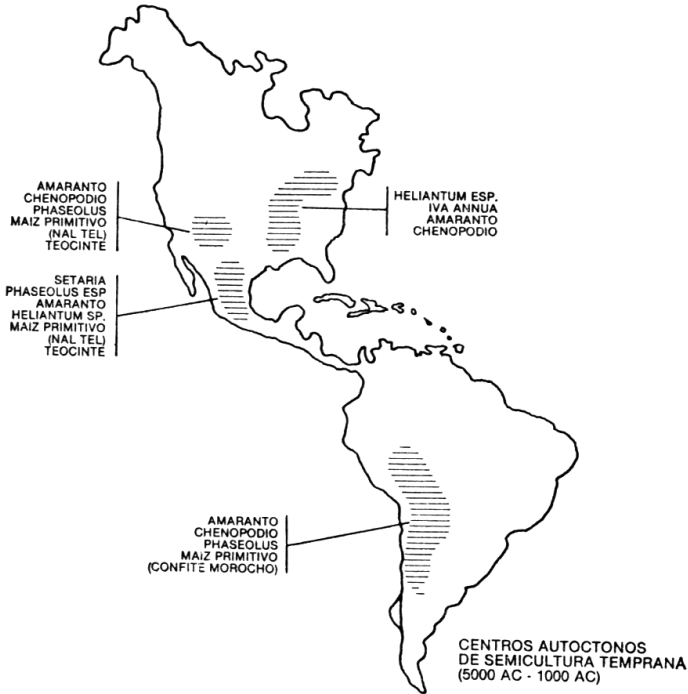 AMARANTO
CHENOPODIO
PHASEOLUS
MAIZ PRIMITIVO
(NAL TEL)
TEOCINTE
HELIANTUM ESP.
IVA ANNUA
AMARANTO
CHENOPODIO
SETARIA
PHASEOLUS ESP
AMARANTO
HELIANTUM SP.
MAIZ PRIMITIVO
(NAL TEL)
TEOCINTE
AMARANTO
CHENOPODIO
PHASEOLUS
MAIZ PRIMITIVO
(CONFITE MOROCHO)
CENTROS AUTOCTONOS
DE SEMICULTURA TEMPRANA
(5000 AC - 1000 AC)